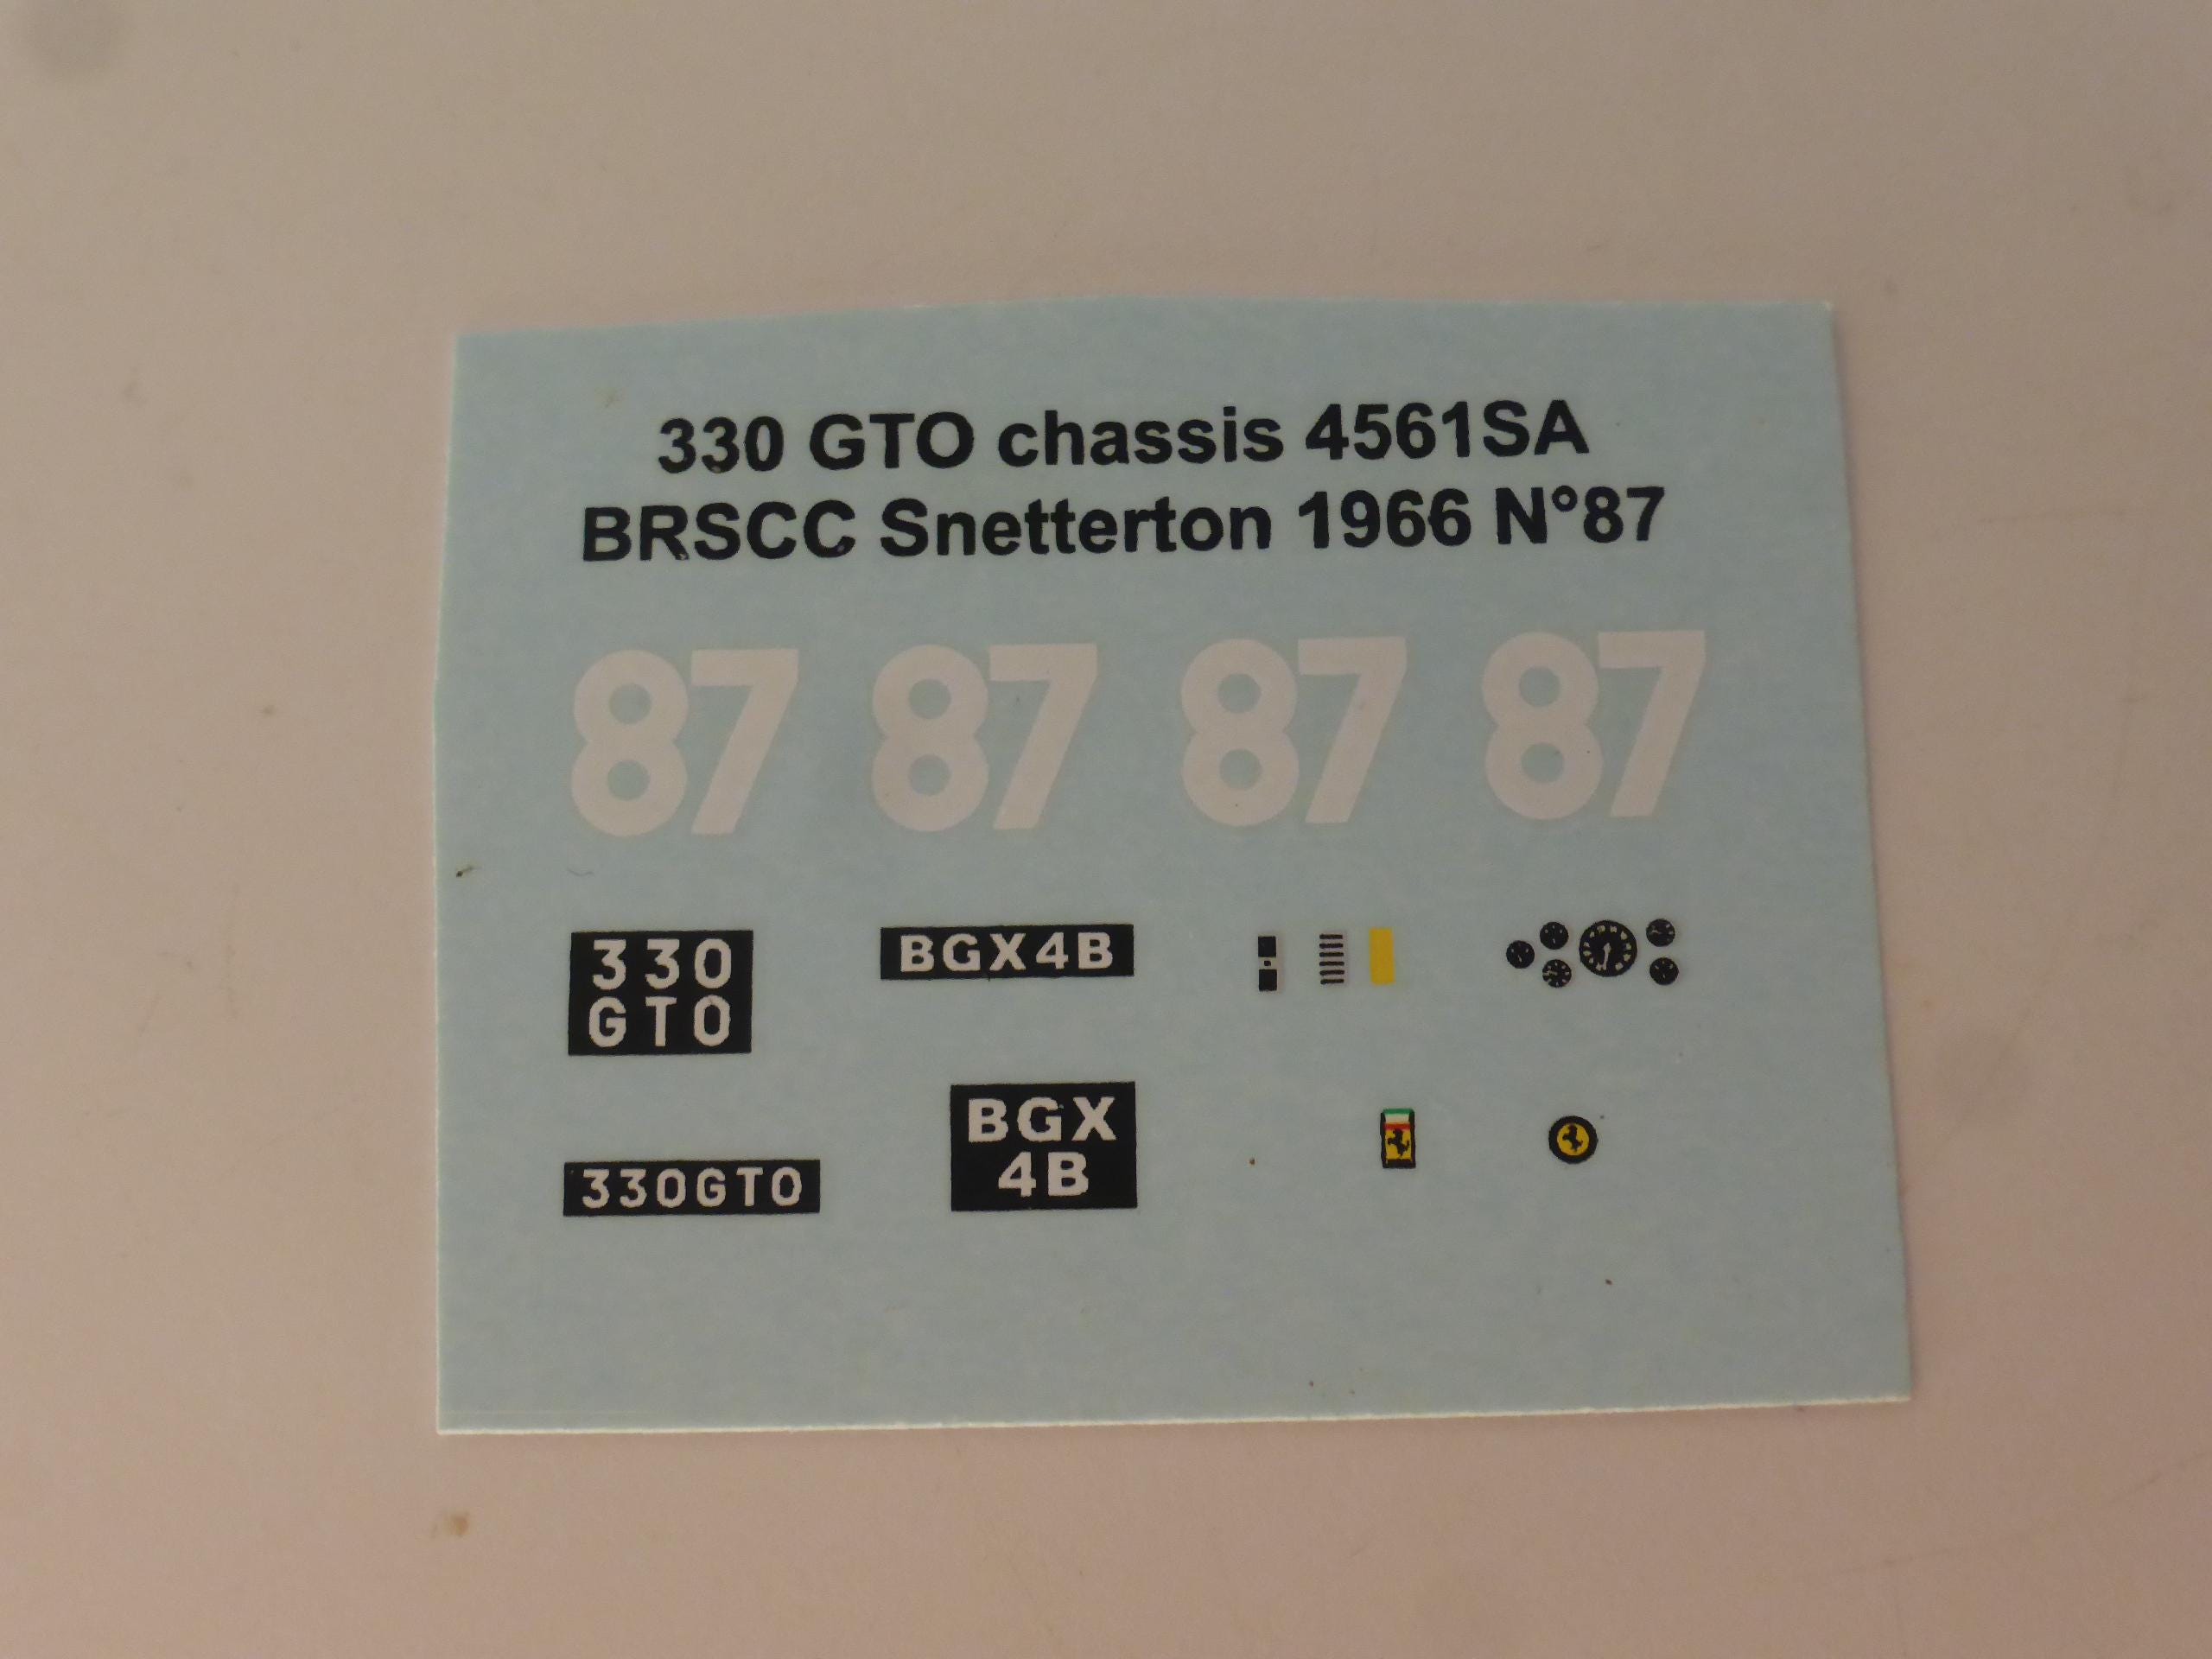 330 GTO chassis 4561SA
BRSCC Snetterton 1966 N°87
87 87 87 87
330
GTO
BGX4B
330GTO
BGX
4B